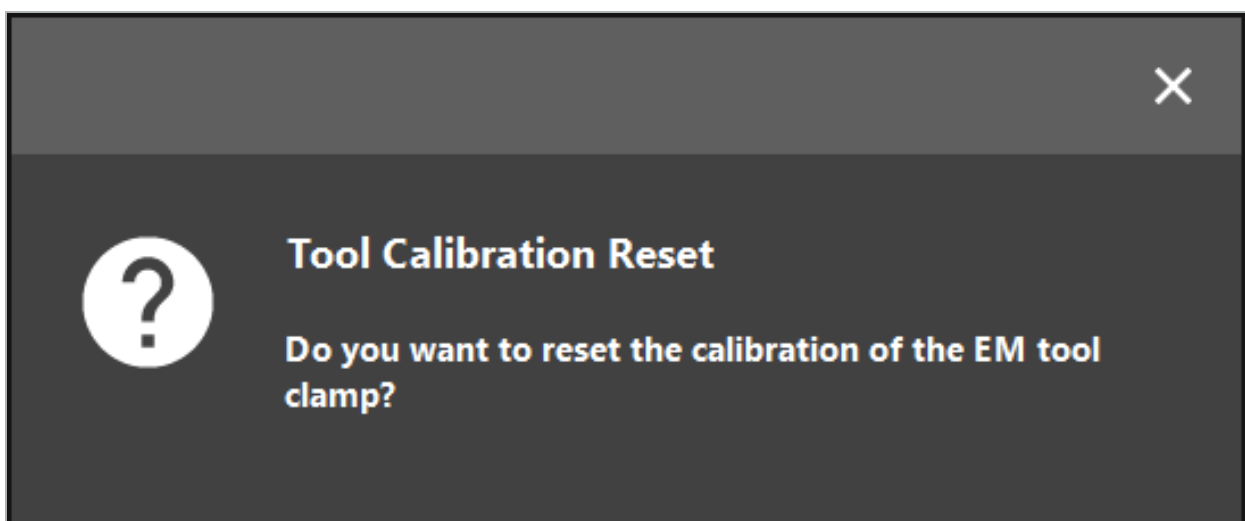 Tool Calibration Reset
Do you want to reset the calibration of the EM tool
clamp?